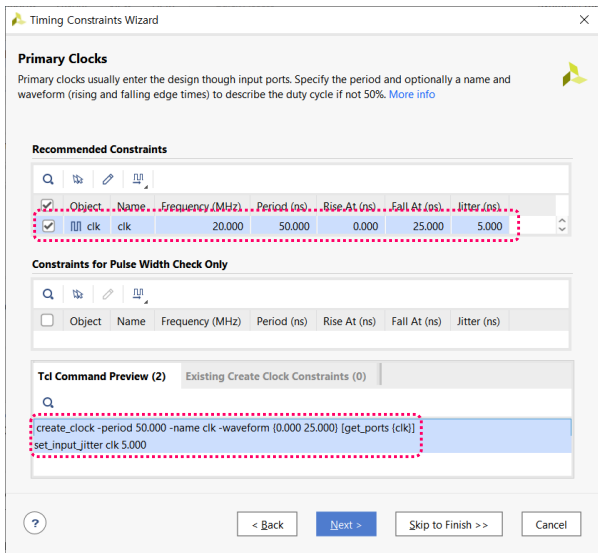 Timing Constraints Wizard
Primary Clocks
Primary clocks usually enter the design though input ports. Specify the period and optionally a name and
waveform (rising and falling edge times) to describe the duty cycle if not 50%. More info
Recommended Constraints
Object Name Frequency (MHz) Period (ns) Rise At (ns) Fall At (ns) Jitter (ns)
clk clk 20.000 50.000 0.000 25.000 5.000
Constraints for Pulse Width Check Only
Object Name Frequency (MHz) Period (ns) Rise At (ns) Fall At (ns) Jitter (ns)
Tcl Command Preview (2) Existing Create Clock Constraints (0)
create_clock -period 50.000 -name clk -waveform {0.000 25.000} [get_ports {clk}]
set_input_jitter clk 5.000
? < Back Next > Skip to Finish >> Cancel